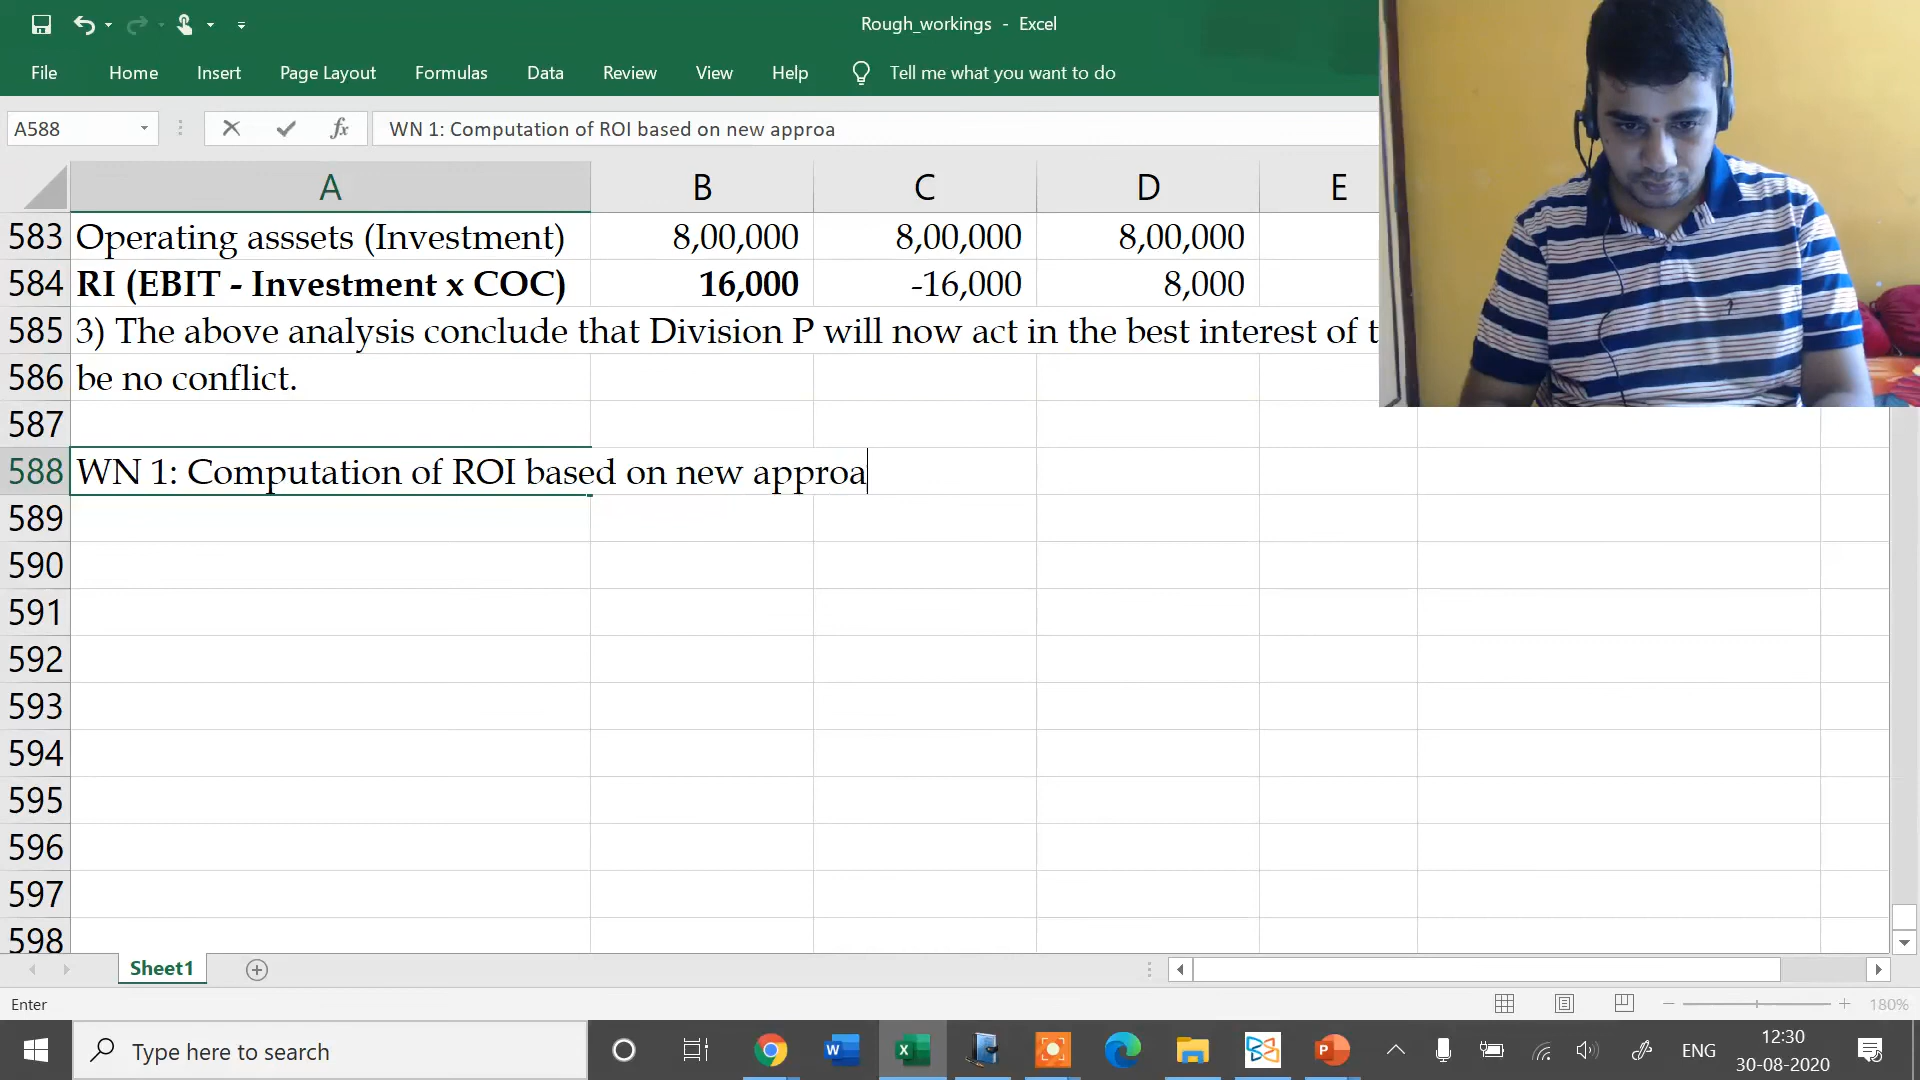 Rough_workings - Excel
File Home Insert Page Layout Formulas Data Review View Help Tell me what you want to do
A588 fx WN 1: Computation of ROI based on new approa
A B C D E
583 Operating asssets (Investment) 8,00,000 8,00,000 8,00,000
584 RI (EBIT - Investment x COC) 16,000 -16,000 8,000
585 3) The above analysis conclude that Division P will now act in the best interest of t
586 be no conflict.
587
588 WN 1: Computation of ROI based on new approa
589
590
591
592
593
594
595
596
597
598
Sheet1
Enter 180%
Type here to search ENG 12:30
30-08-2020